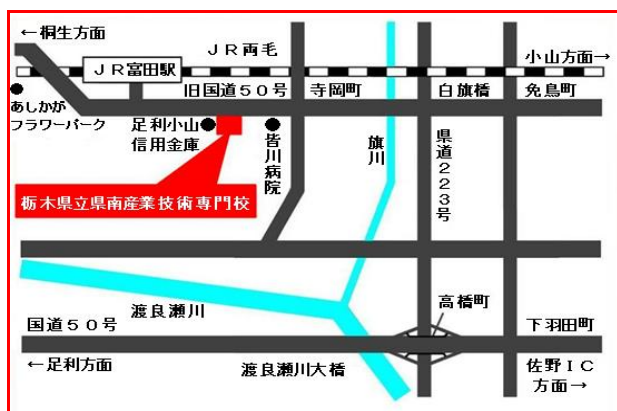 ←桐生方面
ＪＲ両毛
小山方面→
ＪＲ富田駅
旧国道５０号
寺岡町
白旗橋
免鳥町
あしかが
フラワーパーク
足利小山
信用金庫
皆川病院
旗川
県道２２３号
栃木県立県南産業技術専門校
渡良瀬川
高橋町
国道５０号
下羽田町
←足利方面
渡良瀬川大橋
佐野ＩＣ
方面→